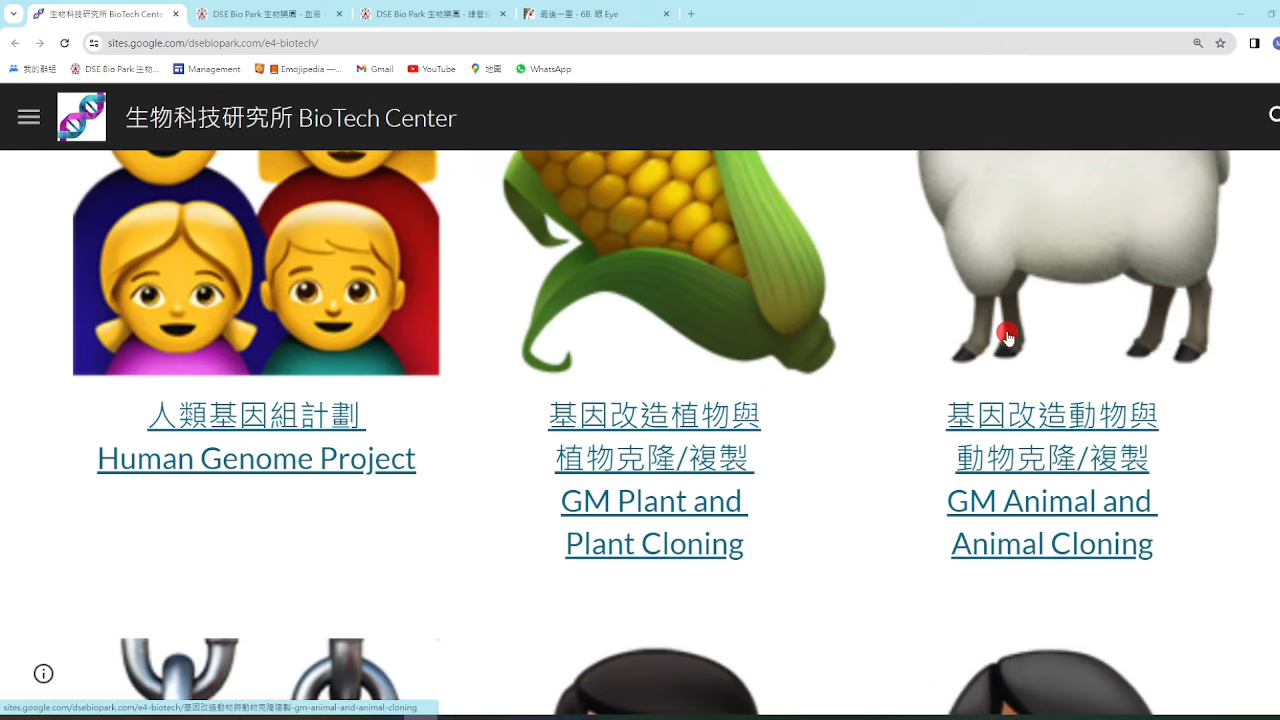 生物科技研究所 BioTech Cente
DSE Bio Park 生物樂園 - 血液 -
DSE Bio Park 生物樂園 -
最後一里 - 6B. 眼 Eye
sites.google.com/dsebiopark.com/e4-biotech/
我的群組
DSE Bio Park 生物...
Management
Emojipedia —...
Gmail
YouTube
地圖
WhatsApp
生物科技研究所 BioTech Center
人類基因組計劃
Human Genome Project
基因改造植物與
植物克隆/複製
GM Plant and
Plant Cloning
基因改造動物與
動物克隆/複製
GM Animal and
Animal Cloning
sites.google.com/dsebiopark.com/e4-biotech/基因改造動物與動物克隆複製-gm-animal-and-animal-cloning